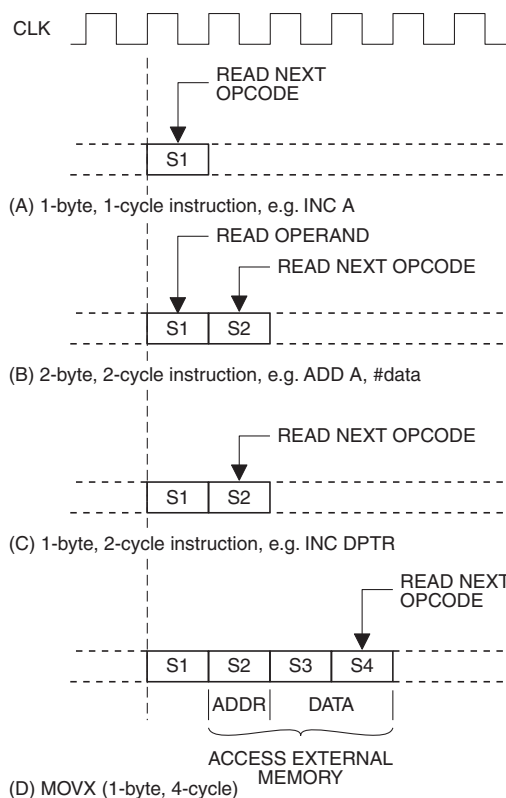 CLK
READ NEXT
OPCODE
S1
(A) 1-byte, 1-cycle instruction, e.g. INC A
READ OPERAND
READ NEXT OPCODE
S1 S2
(B) 2-byte, 2-cycle instruction, e.g. ADD A, #data
READ NEXT OPCODE
S1 S2
(C) 1-byte, 2-cycle instruction, e.g. INC DPTR
READ NEXT
OPCODE
S1 S2 S3 S4
ADDR DATA
ACCESS EXTERNAL
MEMORY
(D) MOVX (1-byte, 4-cycle)